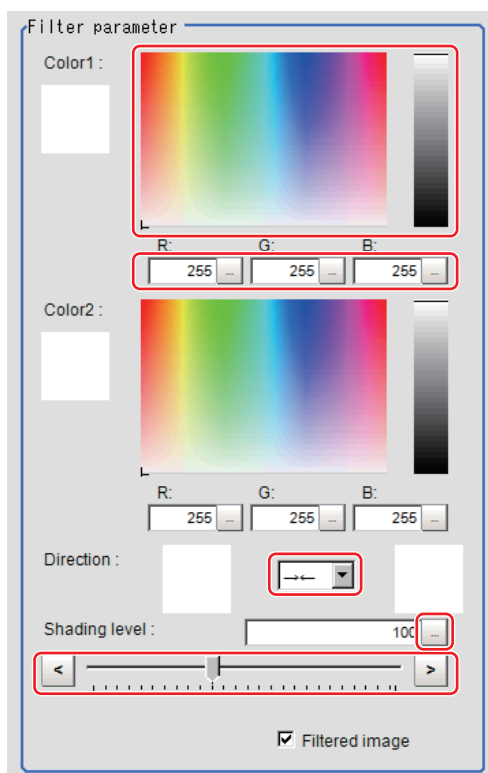 Filter parameter
Color1 :
R: G: B:
255 ... 255 ... 255 ...
Color2 :
R: G: B:
255 ... 255 ... 255 ...
Direction :
→←
Shading level : 100 ...
< >
Filtered image